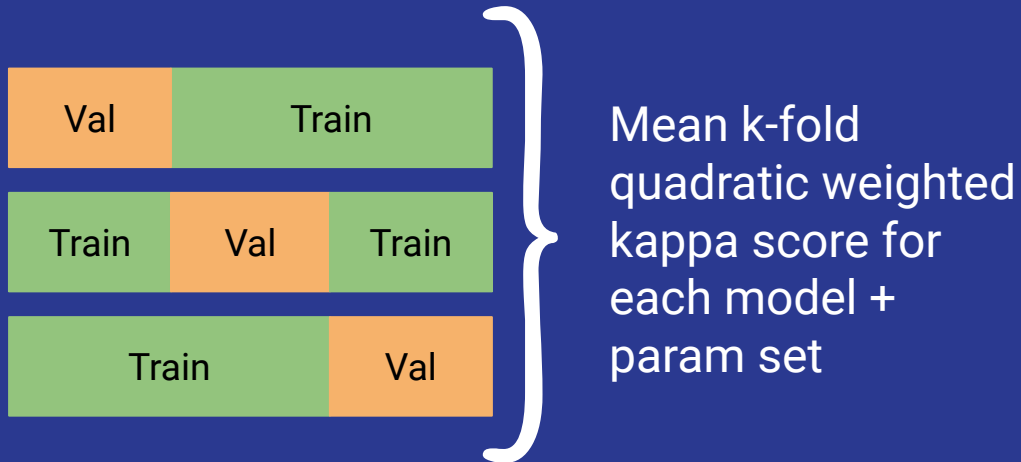 Val Train
Train Val Train
Train Val
Mean k-fold
quadratic weighted
kappa score for
each model +
param set